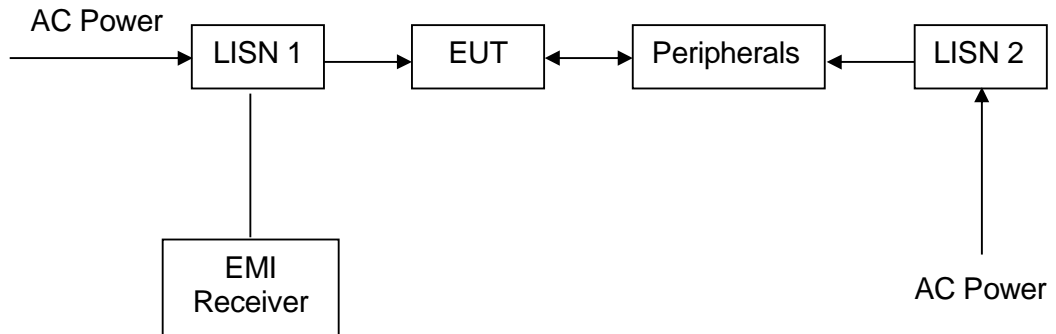 AC Power
LISN 1
EUT
Peripherals
LISN 2
EMI
Receiver
AC Power